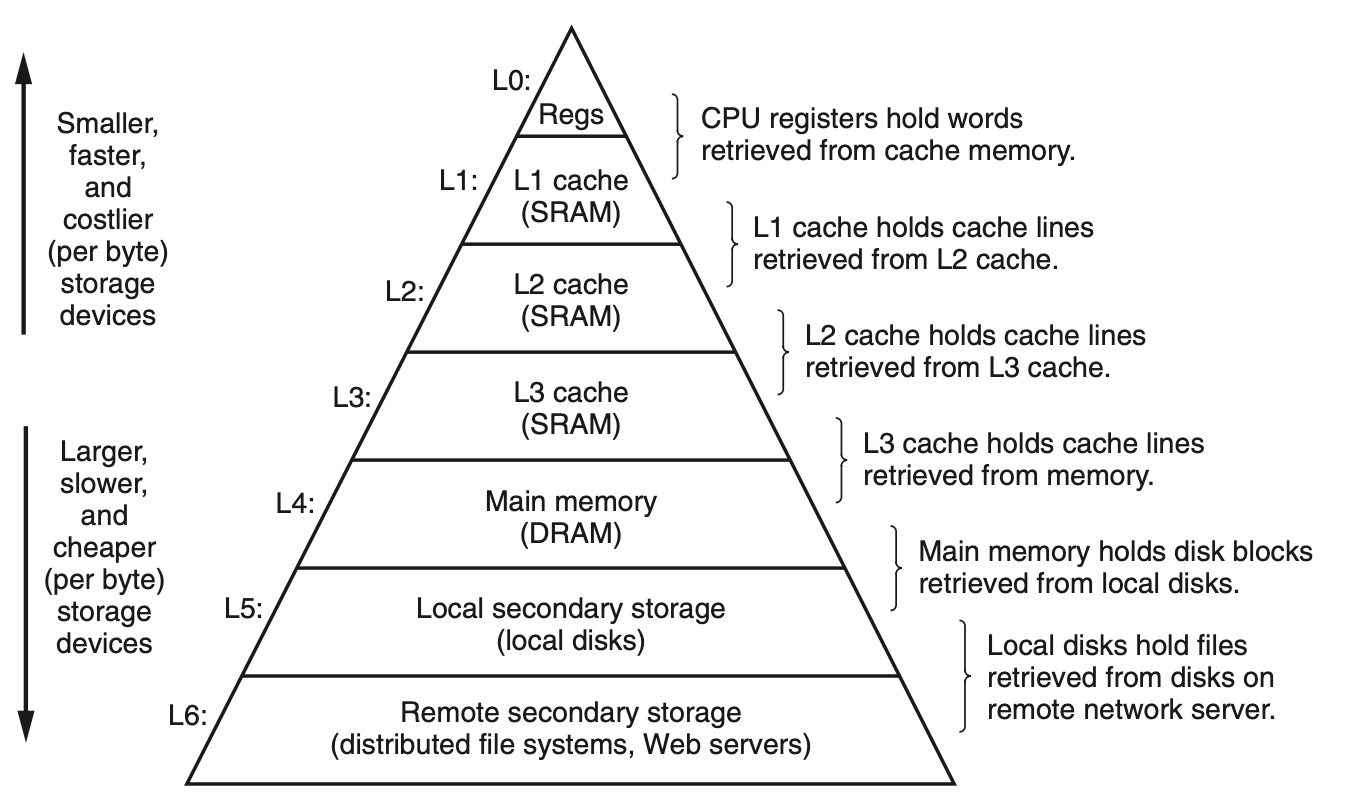 Smaller,
faster,
and
costlier
(per byte)
storage
devices
Larger,
slower,
and
cheaper
(per byte)
storage
devices
L0:
Regs
L1:
L1 cache
(SRAM)
L2:
L2 cache
(SRAM)
L3:
L3 cache
(SRAM)
L4:
Main memory
(DRAM)
L5:
Local secondary storage
(local disks)
L6:
Remote secondary storage
(distributed file systems, Web servers)
CPU registers hold words
retrieved from cache memory.
L1 cache holds cache lines
retrieved from L2 cache.
L2 cache holds cache lines
retrieved from L3 cache.
L3 cache holds cache lines
retrieved from memory.
Main memory holds disk blocks
retrieved from local disks.
Local disks hold files
retrieved from disks on
remote network server.